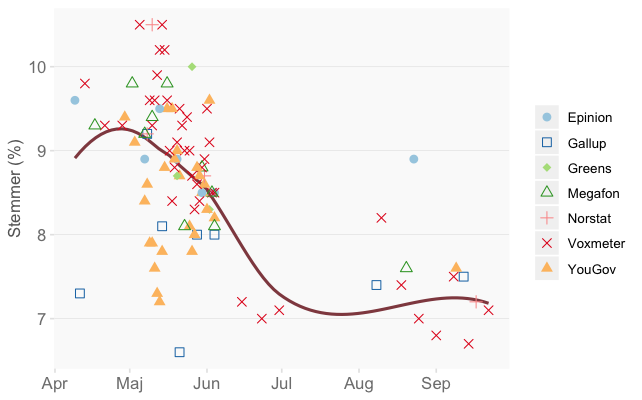 Stemmer (%)
10
9
8
7
Apr
Maj
Jun
Jul
Aug
Sep
Epinion
Gallup
Greens
Megafon
Norstat
Voxmeter
YouGov